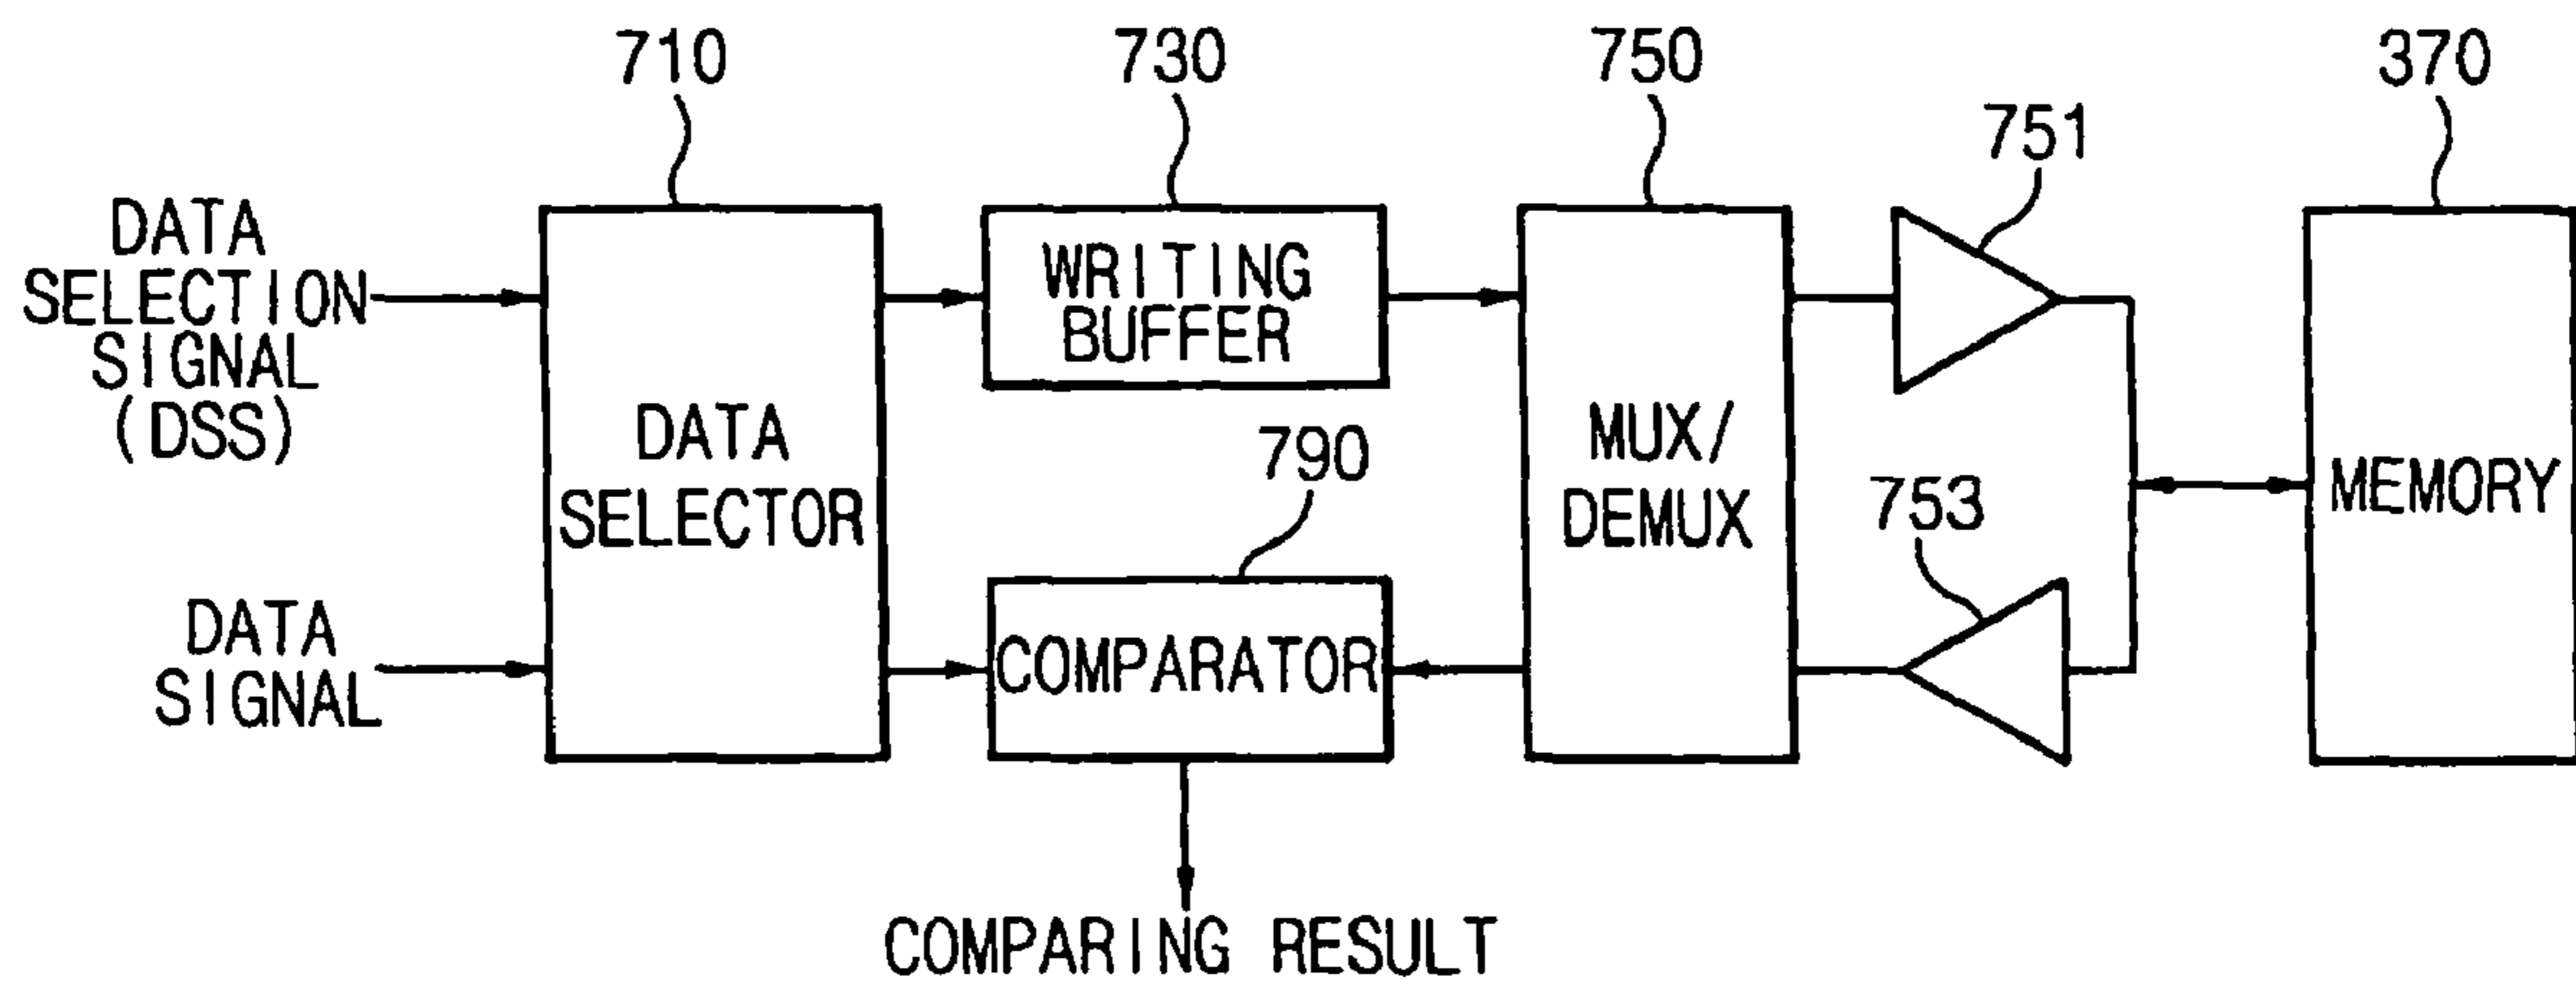 710
730
750
370
751
DATA
SELECTION
SIGNAL
(DSS)
WRITING
BUFFER
DATA
SELECTOR
790
MUX/
DEMUX
753
MEMORY
DATA
SIGNAL
COMPARATOR
COMPARING RESULT